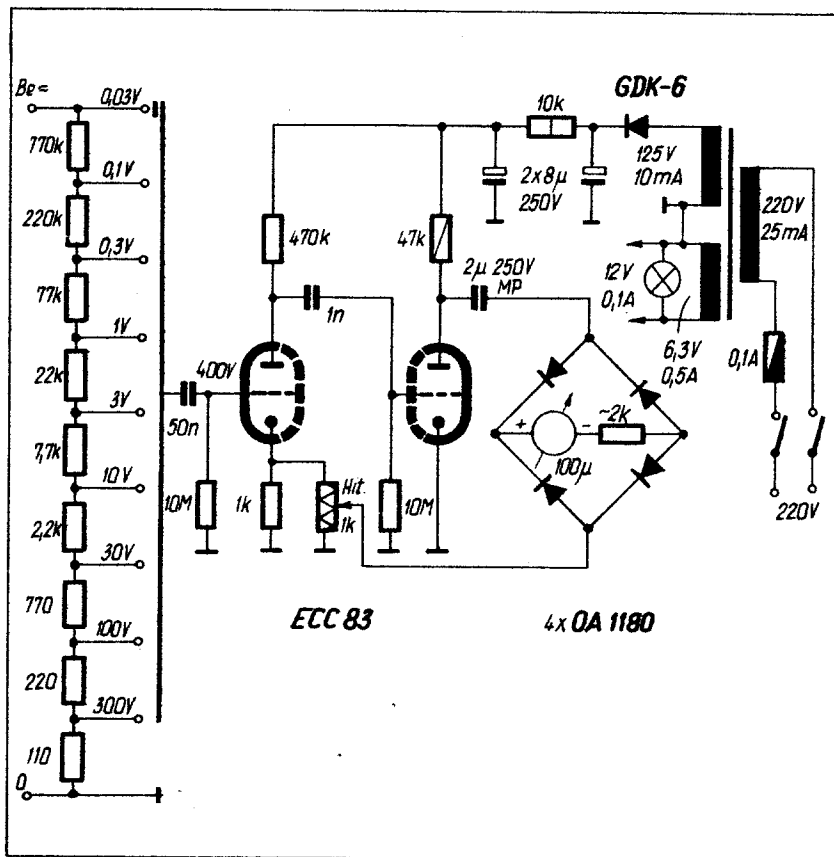 Be =
0,03V
770k
0,1V
220k
0,3V
77k
1V
22k
3V
7,7k
10V
2,2k
30V
770
100V
220
300V
110
0
50n
400V
10M
470k
1n
1k
Hit.
1k
10M
47k
2µ 250V
MP
10k
2x8µ
250V
GDK-6
125V
10mA
220V
25mA
12V
0,1A
6,3V
0,5A
0,1A
220V
+
-
~2k
100µ
ECC 83
4x OA 1180